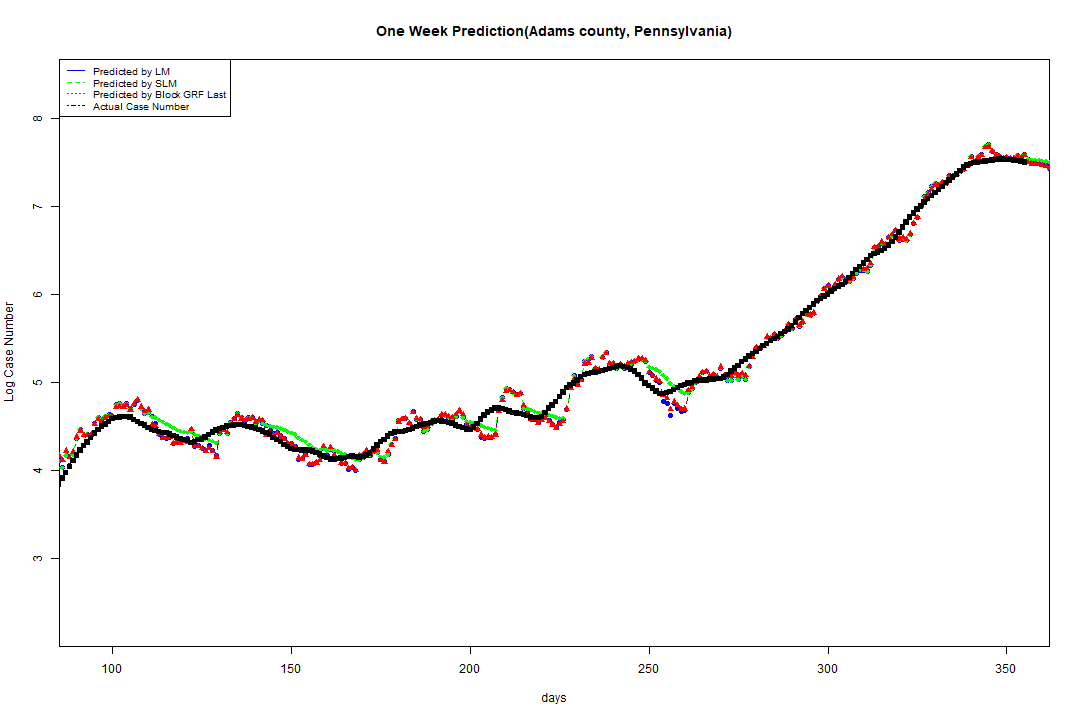 One Week Prediction(Adams county, Pennsylvania)
Predicted by LM
Predicted by SLM
Predicted by Block GRF Last
Actual Case Number
8
7
6
5
4
3
Log Case Number
100 150 200 250 300 350
days